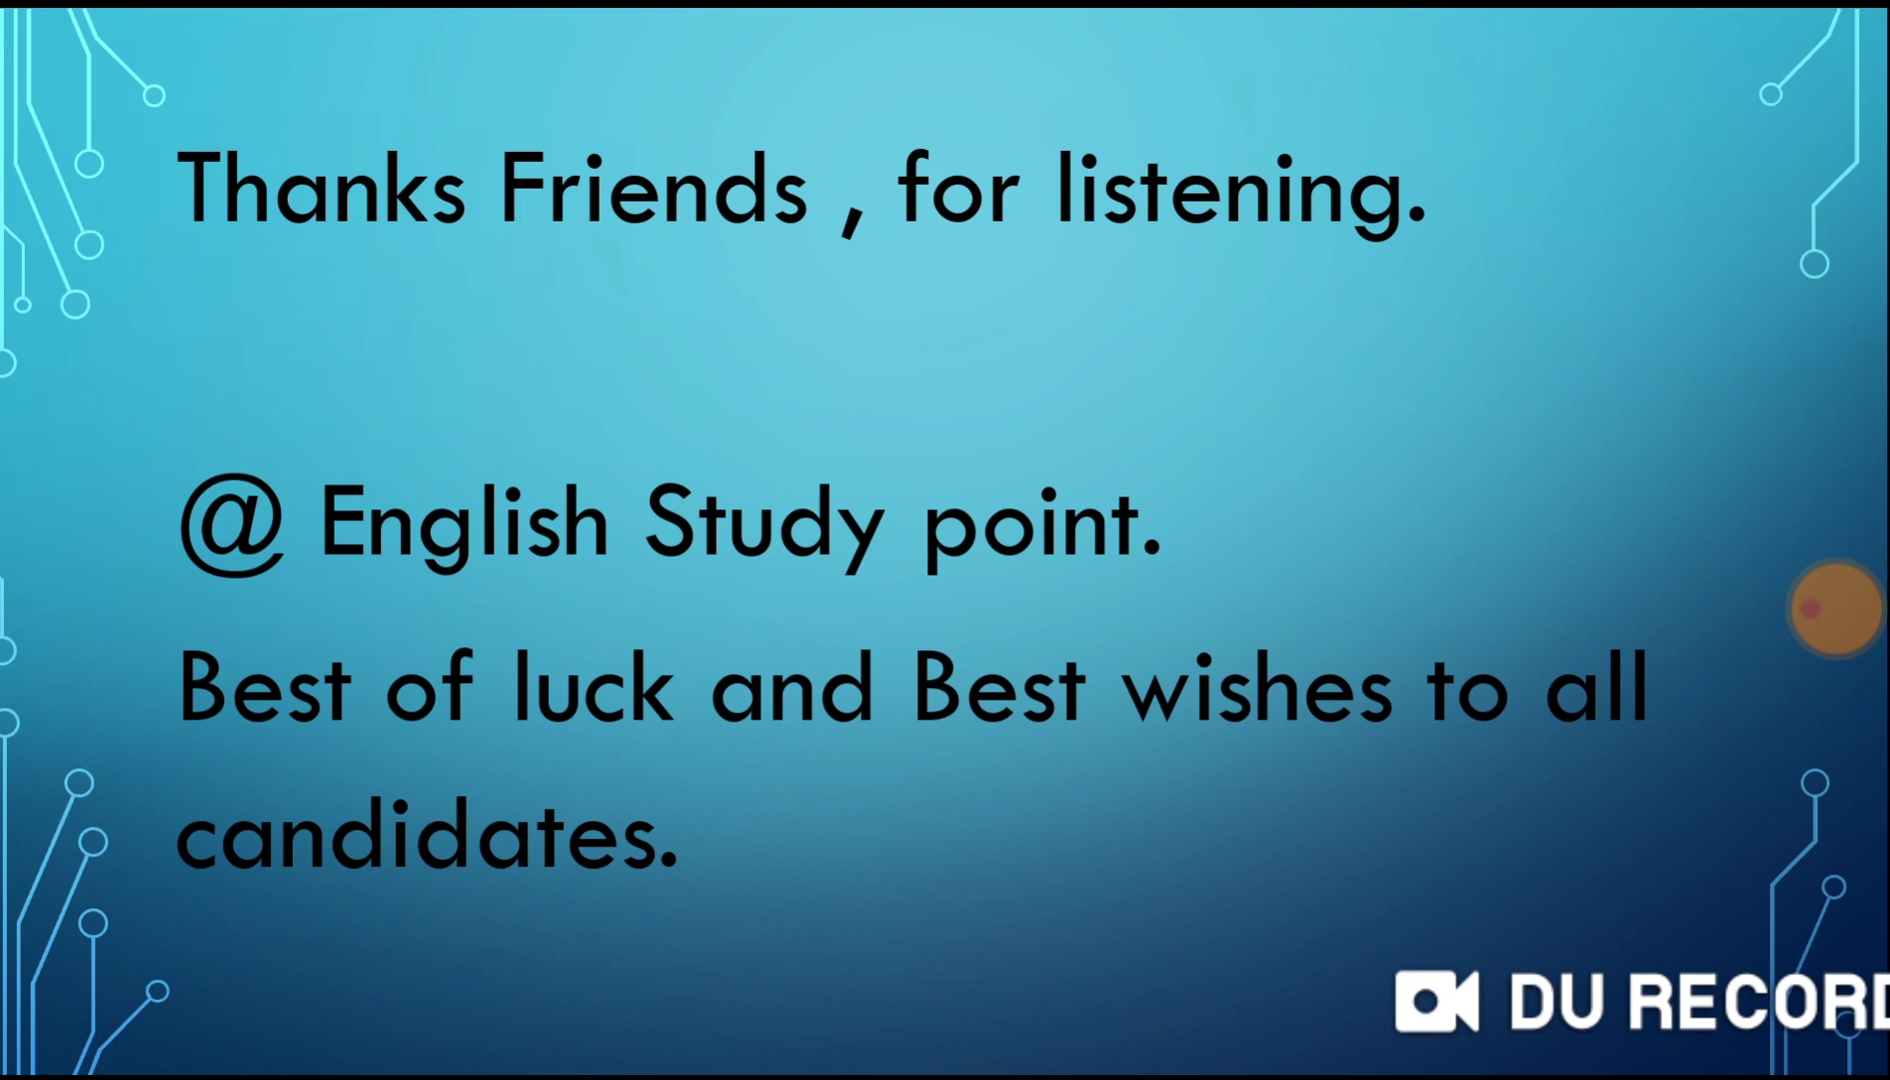 Thanks Friends , for listening.
@ English Study point.
Best of luck and Best wishes to all
candidates.
DU RECORD